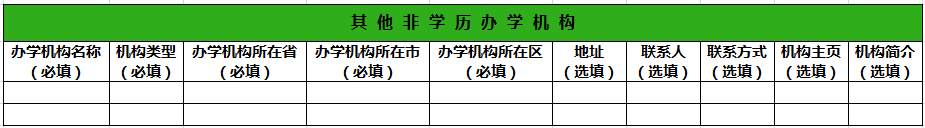 其他非学历办学机构
办学机构名称（必填） 机构类型（必填） 办学机构所在省（必填） 办学机构所在市（必填） 办学机构所在区（必填） 地址（选填） 联系人（选填） 联系方式（选填） 机构主页（选填） 机构简介（选填）